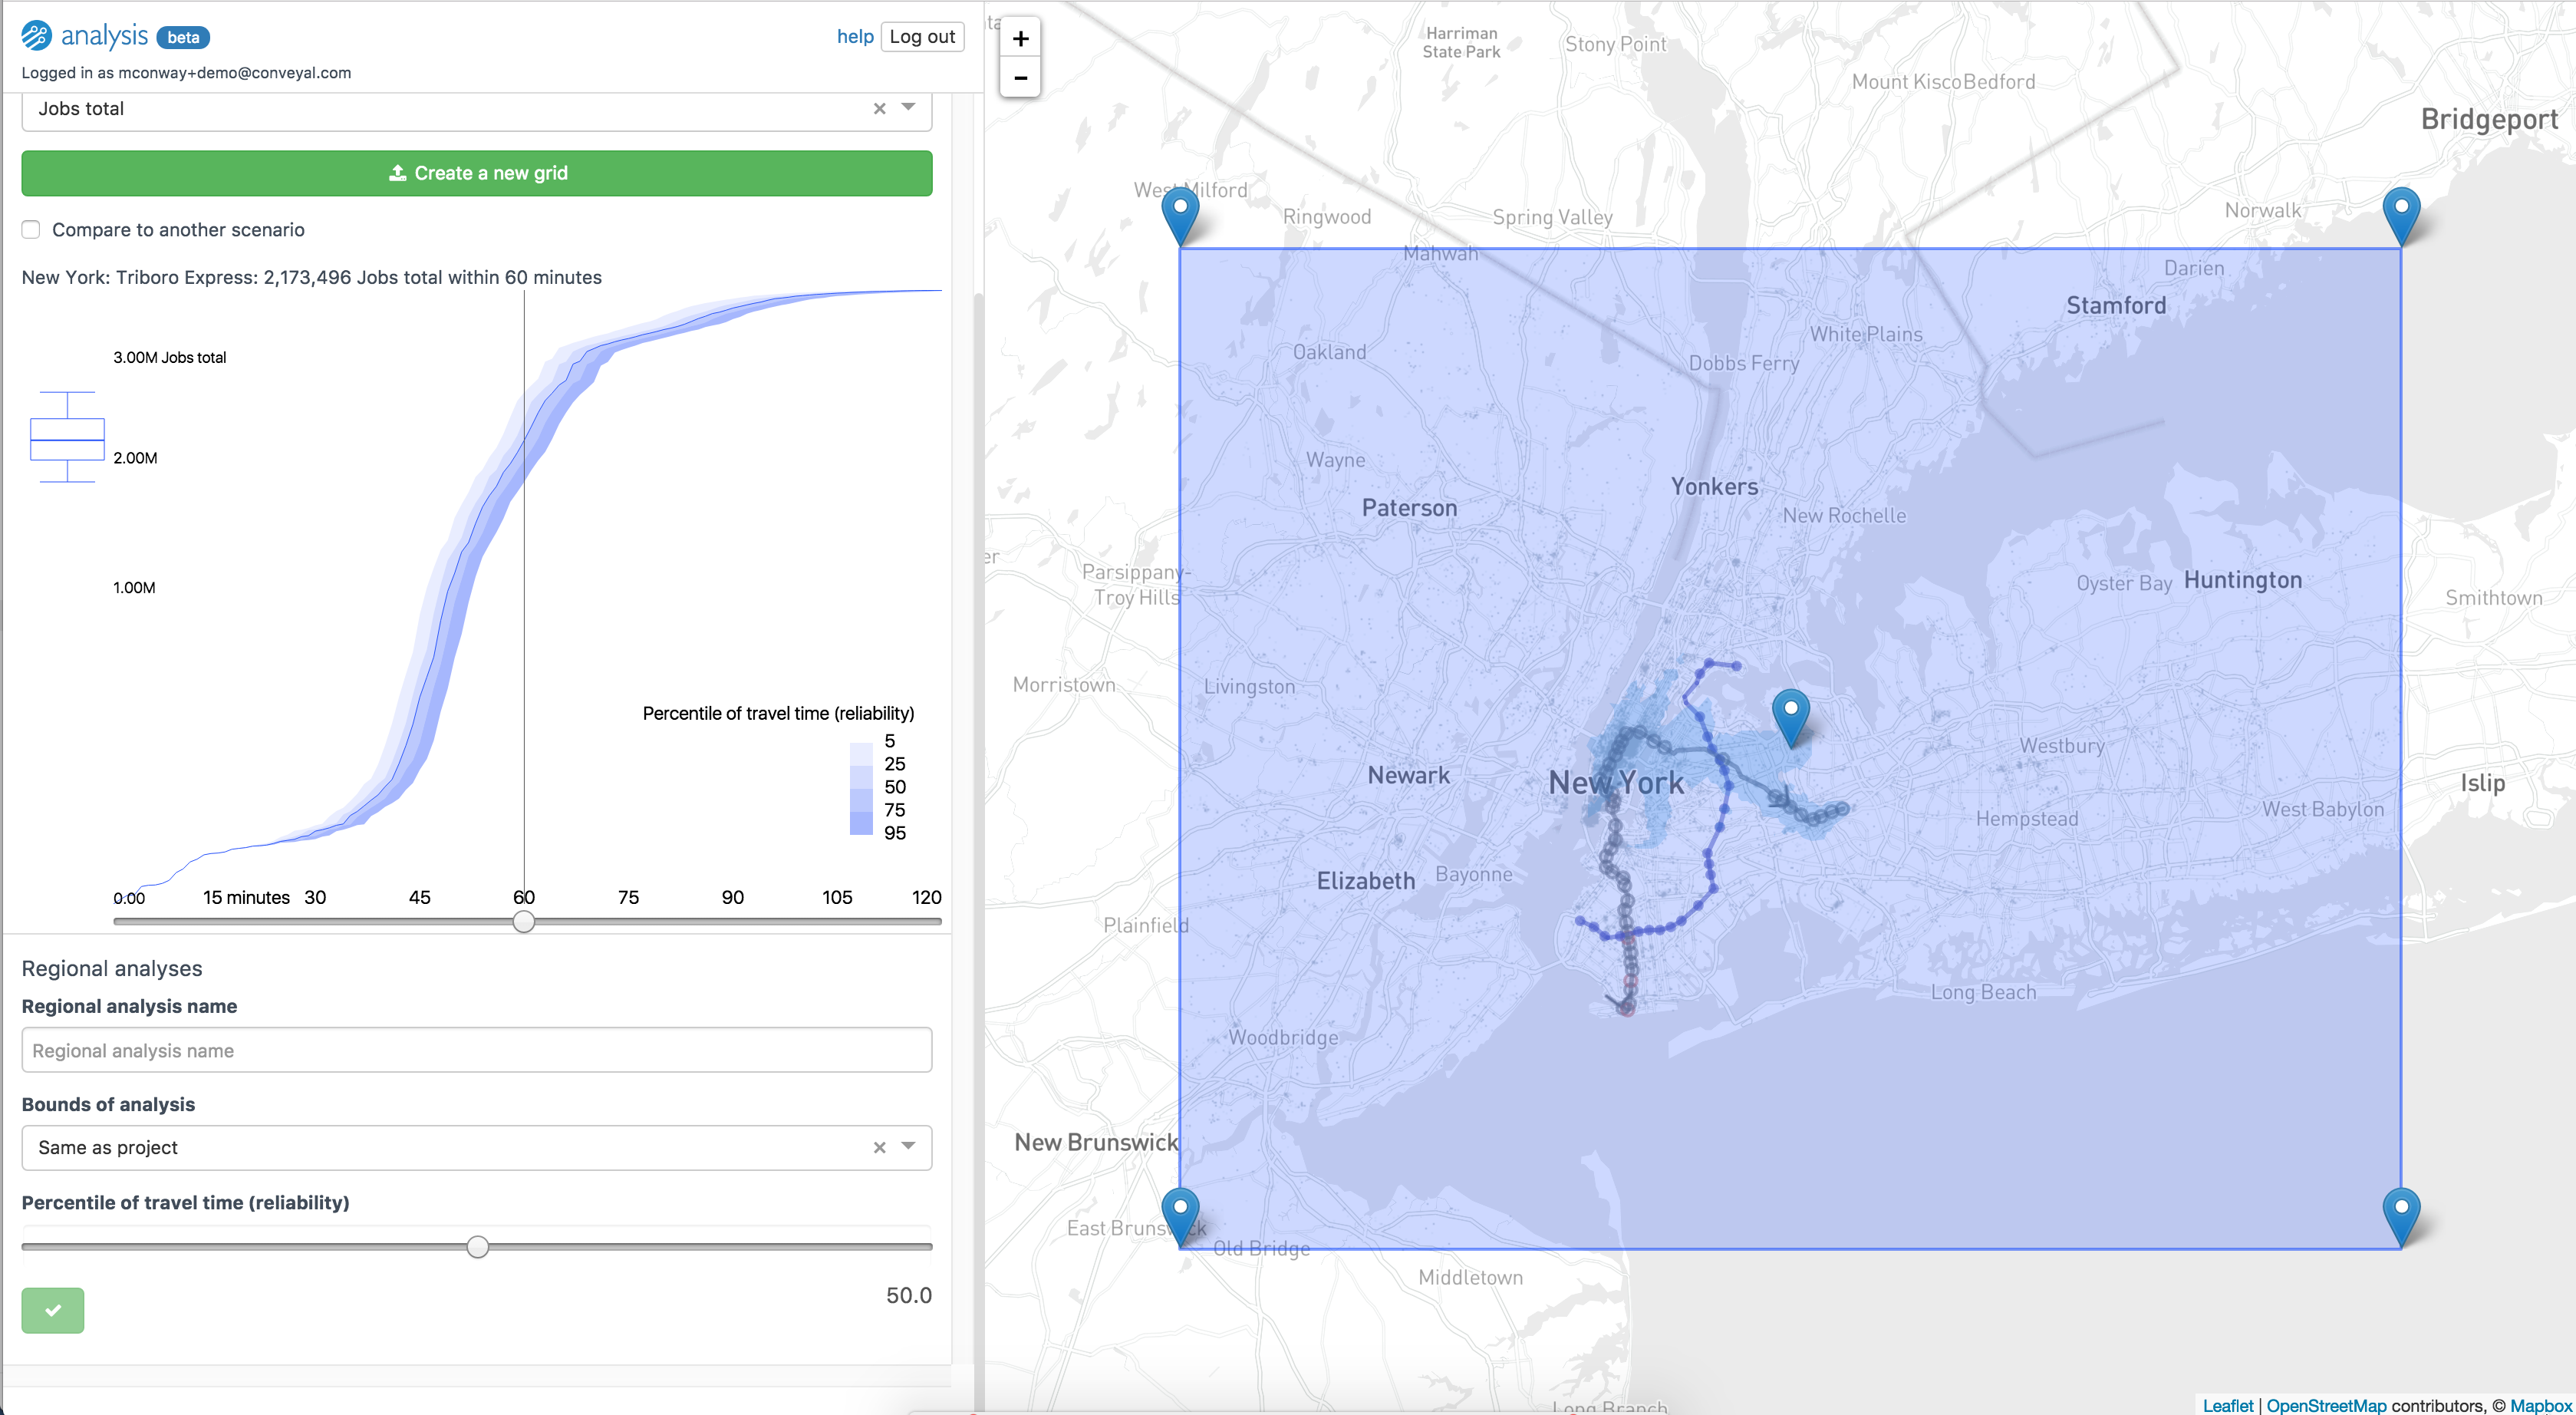 analysis beta
help Log out
Logged in as mconway+demo@conveyal.com
Jobs total
Create a new grid
Compare to another scenario
New York: Triboro Express: 2,173,496 Jobs total within 60 minutes
3.00M Jobs total
2.00M
1.00M
Percentile of travel time (reliability)
5
25
50
75
95
0.00 15 minutes 30 45 60 75 90 105 120
Regional analyses
Regional analysis name
Regional analysis name
Bounds of analysis
Same as project
Percentile of travel time (reliability)
50.0
+
−
Harriman
State Park
Stony Point
Mount Kisco
Bedford
Bridgeport
West Milford
Ringwood
Spring Valley
Norwalk
Mahwah
Darien
Stamford
White Plains
Oakland
Dobbs Ferry
Wayne
Yonkers
Paterson
New Rochelle
Parsippany-
Troy Hills
Oyster Bay
Huntington
Smithtown
Morristown
Livingston
Westbury
Newark
New York
Islip
West Babylon
Hempstead
Elizabeth
Bayonne
Plainfield
Long Beach
Woodbridge
New Brunswick
East Brunswick
Old Bridge
Middletown
Long Branch
Leaflet | OpenStreetMap contributors, © Mapbox